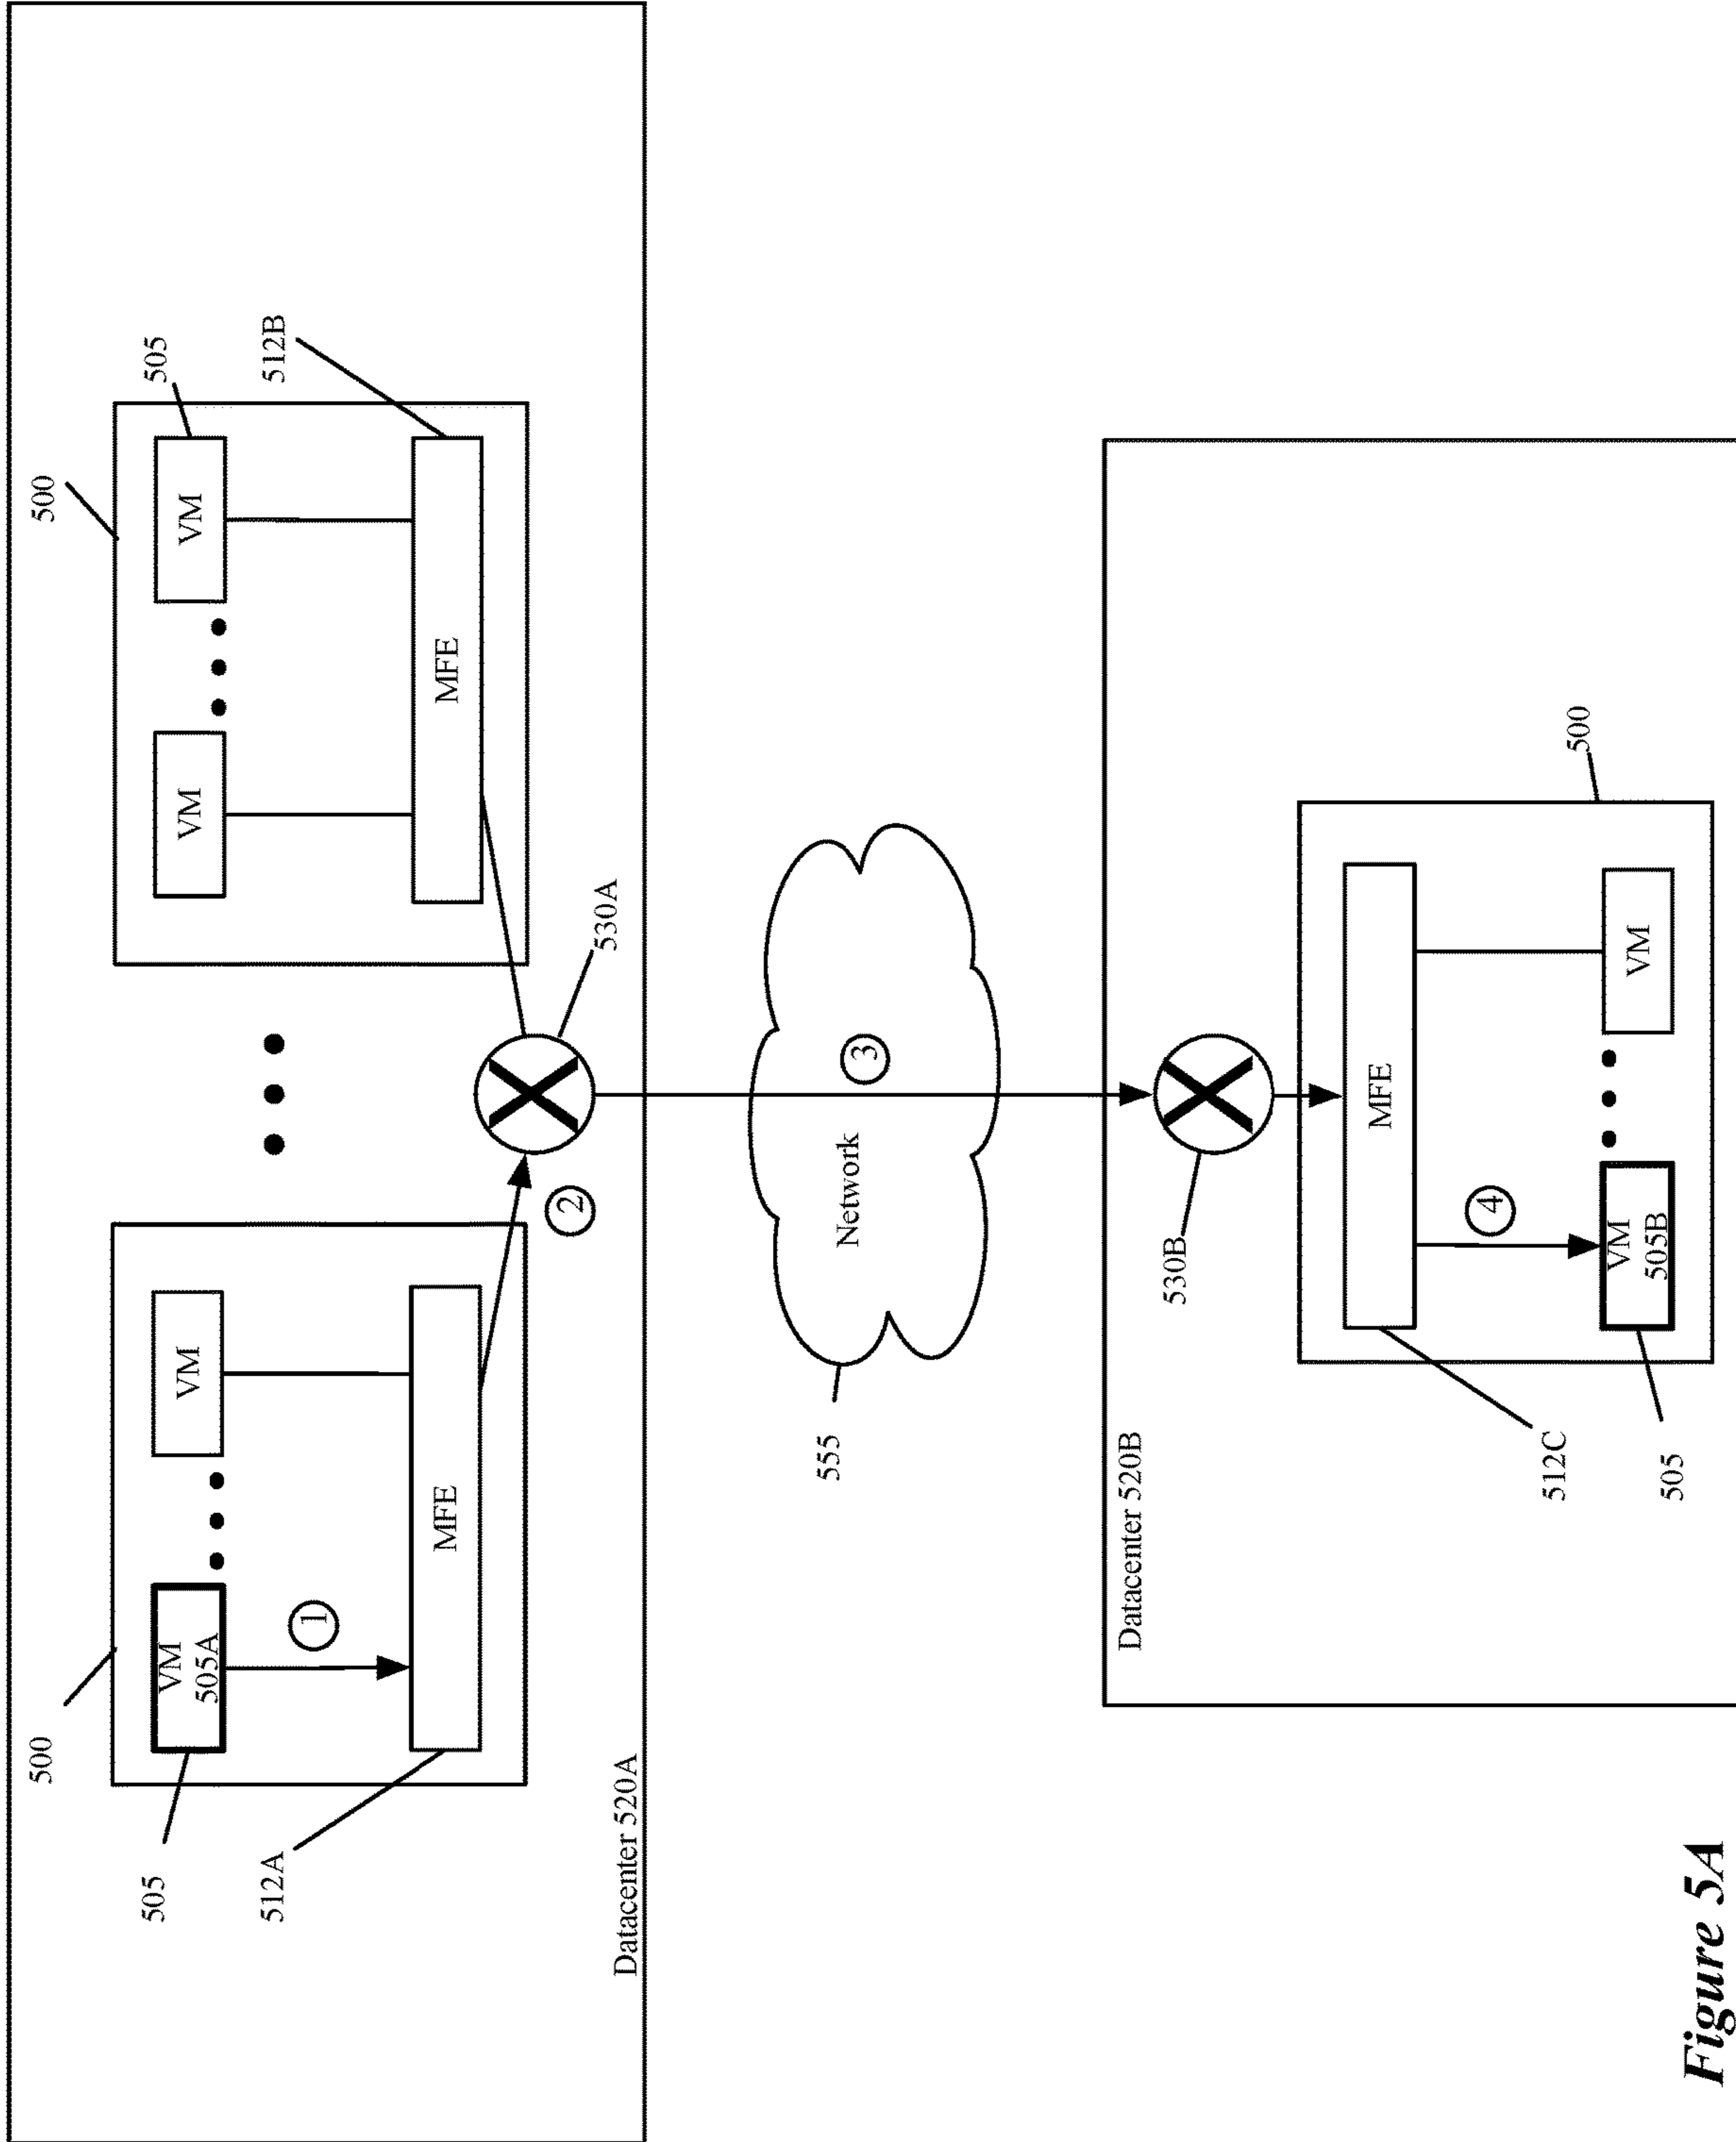 500
500
505
VM
505A
VM
VM
VM
505
1
512A
MFE
MFE
512B
2
530A
Datacenter 520A
555
Network
3
Datacenter 520B
530B
MFE
4
512C
500
505
VM
505B
VM
Figure 5A